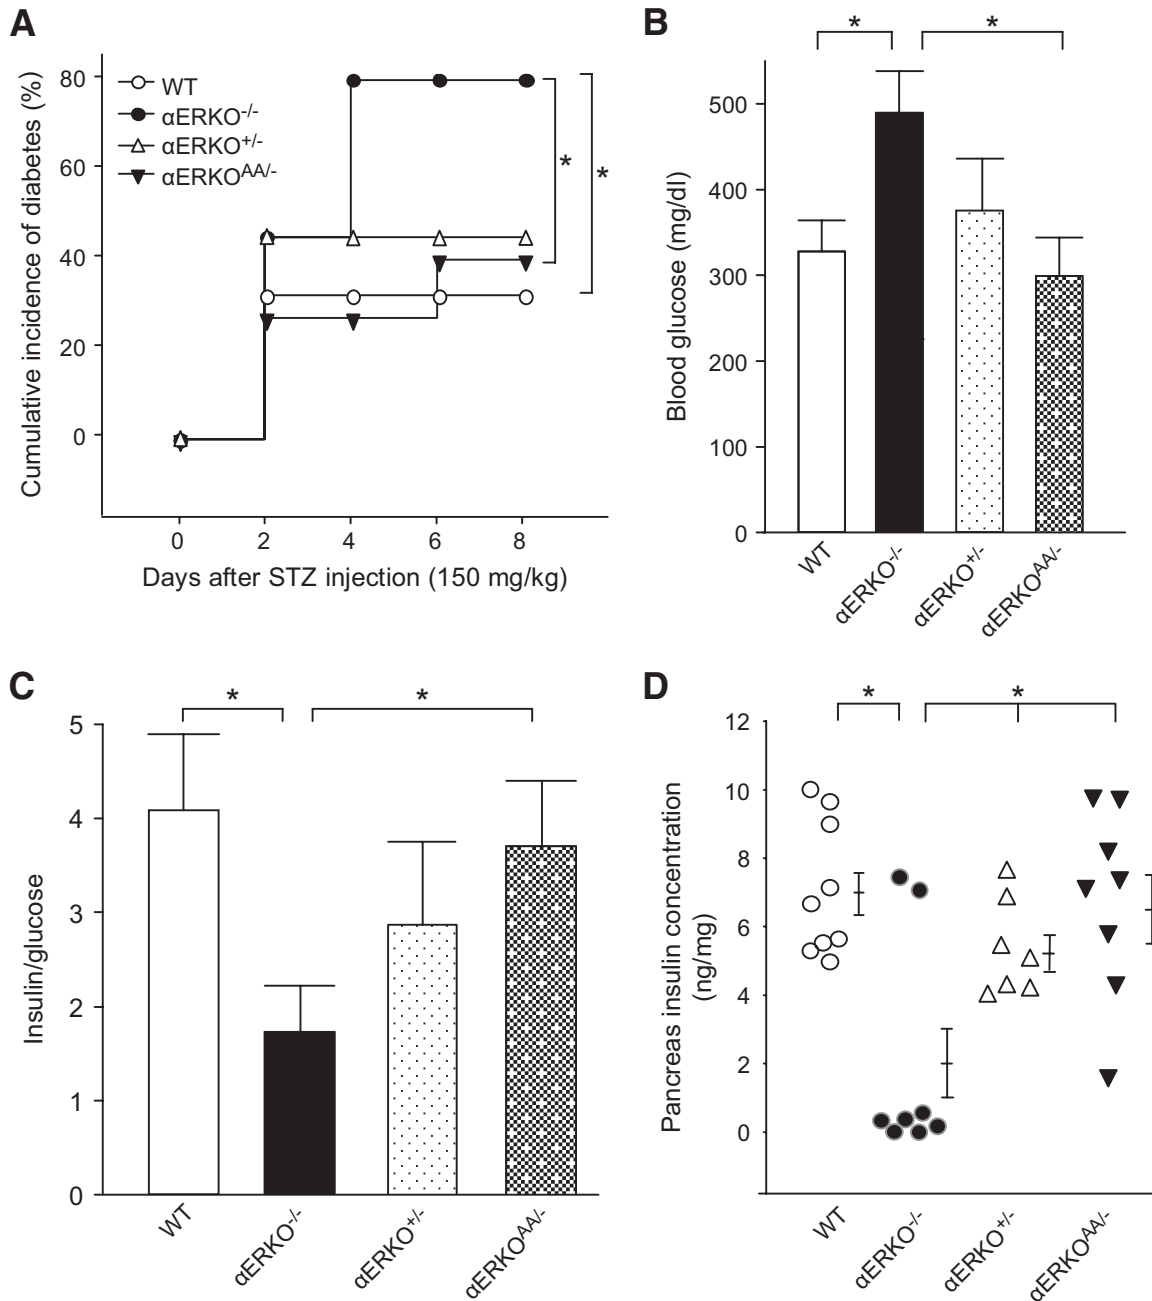 A
Cumulative incidence of diabetes (%)
80
60
40
20
0
WT
αERKO-/-
αERKO+/-
αERKOAA/-
*
*
0 2 4 6 8
Days after STZ injection (150 mg/kg)
B
* *
Blood glucose (mg/dl)
500
400
300
200
100
0
WT αERKO-/- αERKO+/- αERKOAA/-
C
* *
Insulin/glucose
5
4
3
2
1
0
WT αERKO-/- αERKO+/- αERKOAA/-
D
* *
Pancreas insulin concentration
(ng/mg)
12
10
8
6
4
2
0
WT αERKO-/- αERKO+/- αERKOAA/-